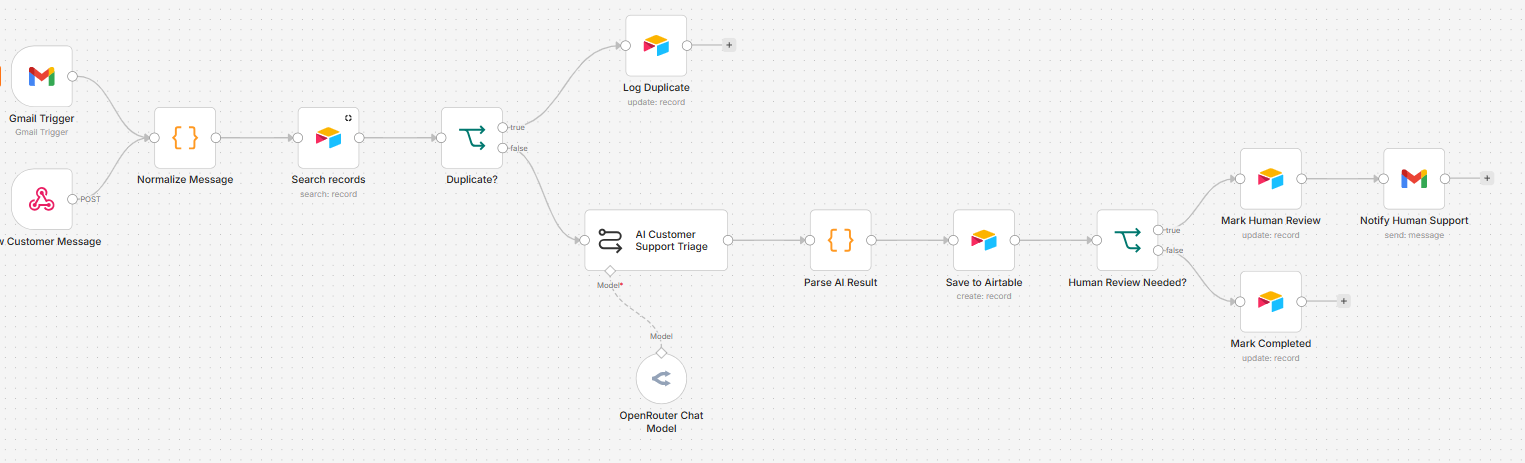 Gmail Trigger
Gmail Trigger
POST
Customer Message
Normalize Message
Search records
search: record
Duplicate?
true
false
Log Duplicate
update: record
+
AI Customer
Support Triage
Model*
Model
OpenRouter Chat
Model
Parse AI Result
Save to Airtable
create: record
Human Review Needed?
true
false
Mark Human Review
update: record
Notify Human Support
send: message
+
Mark Completed
update: record
+